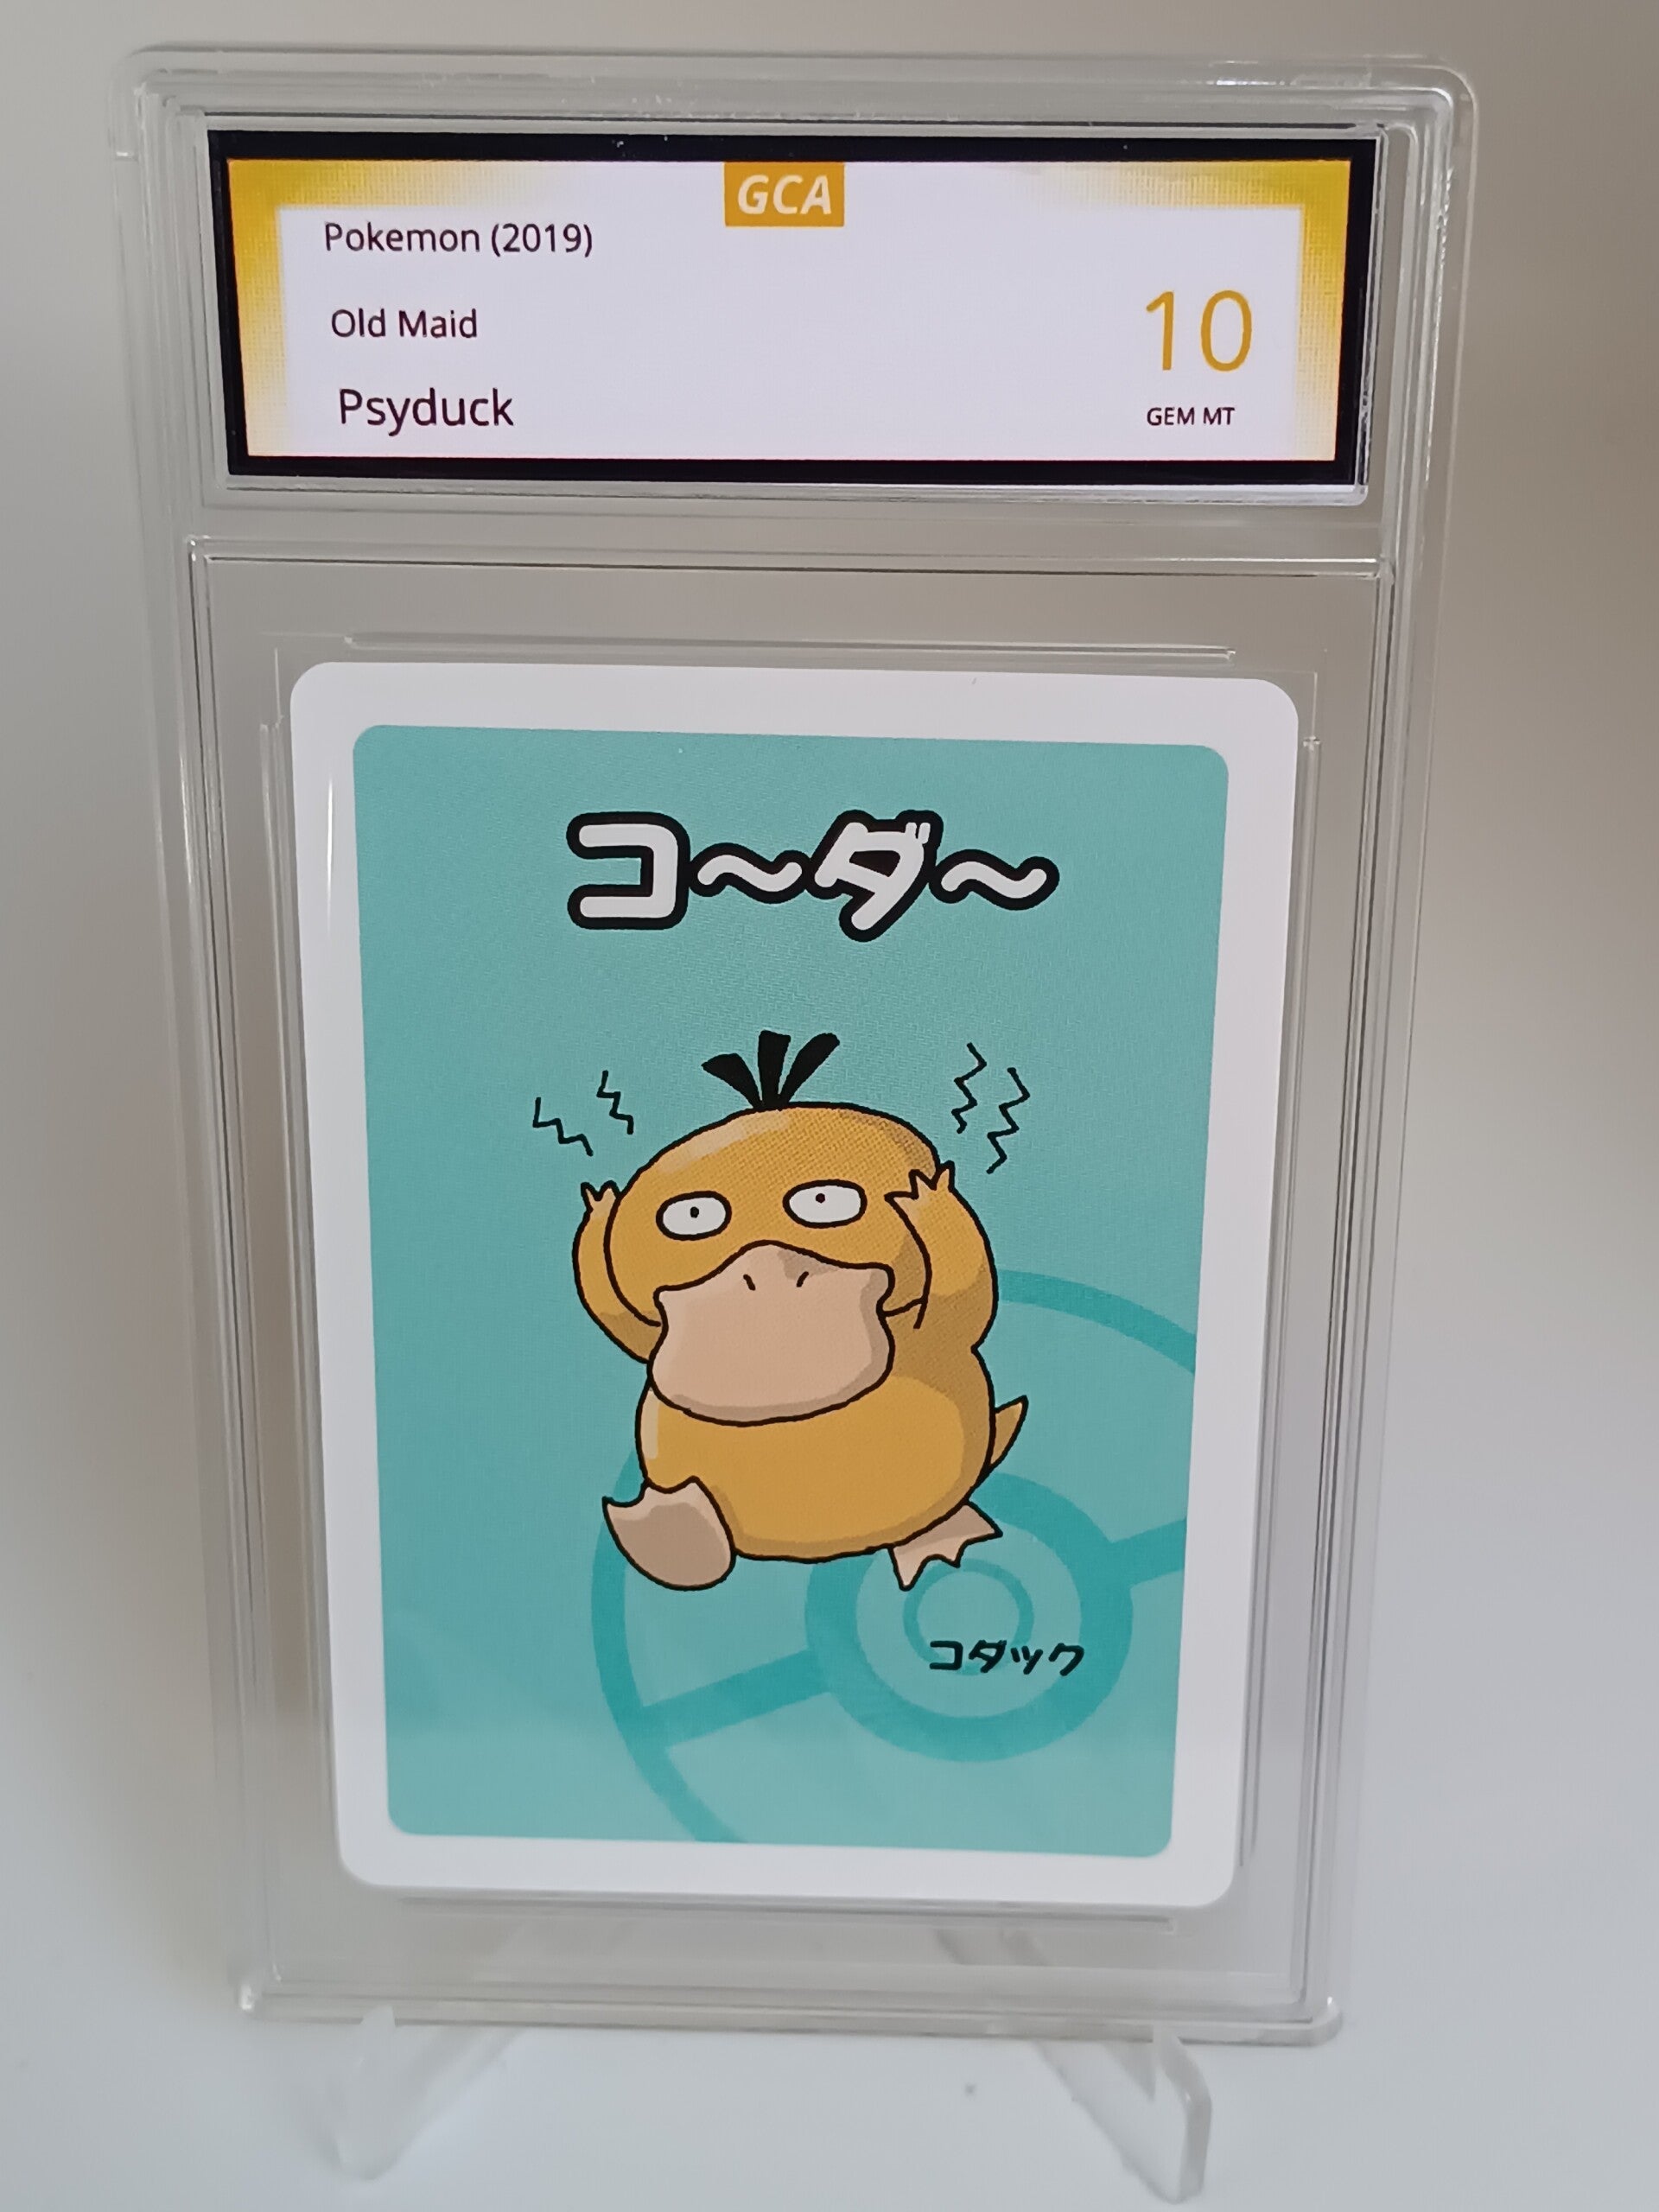 GCA
Pokemon (2019)
Old Maid
10
Psyduck
GEM MT
コ〜ダ〜
コダック